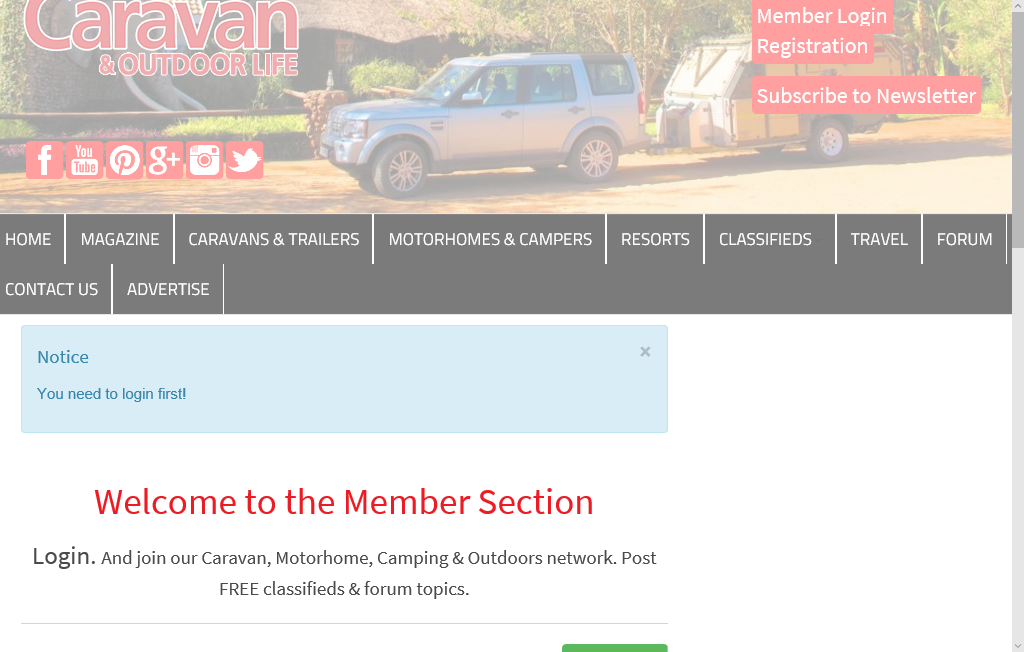 Caravan
& OUTDOOR LIFE
Member Login
Registration
Subscribe to Newsletter
You
Tube
HOME
MAGAZINE
CARAVANS & TRAILERS
MOTORHOMES & CAMPERS
RESORTS
CLASSIFIEDS
TRAVEL
FORUM
CONTACT US
ADVERTISE
Notice
×
You need to login first!
Welcome to the Member Section
Login. And join our Caravan, Motorhome, Camping & Outdoors network. Post
FREE classifieds & forum topics.